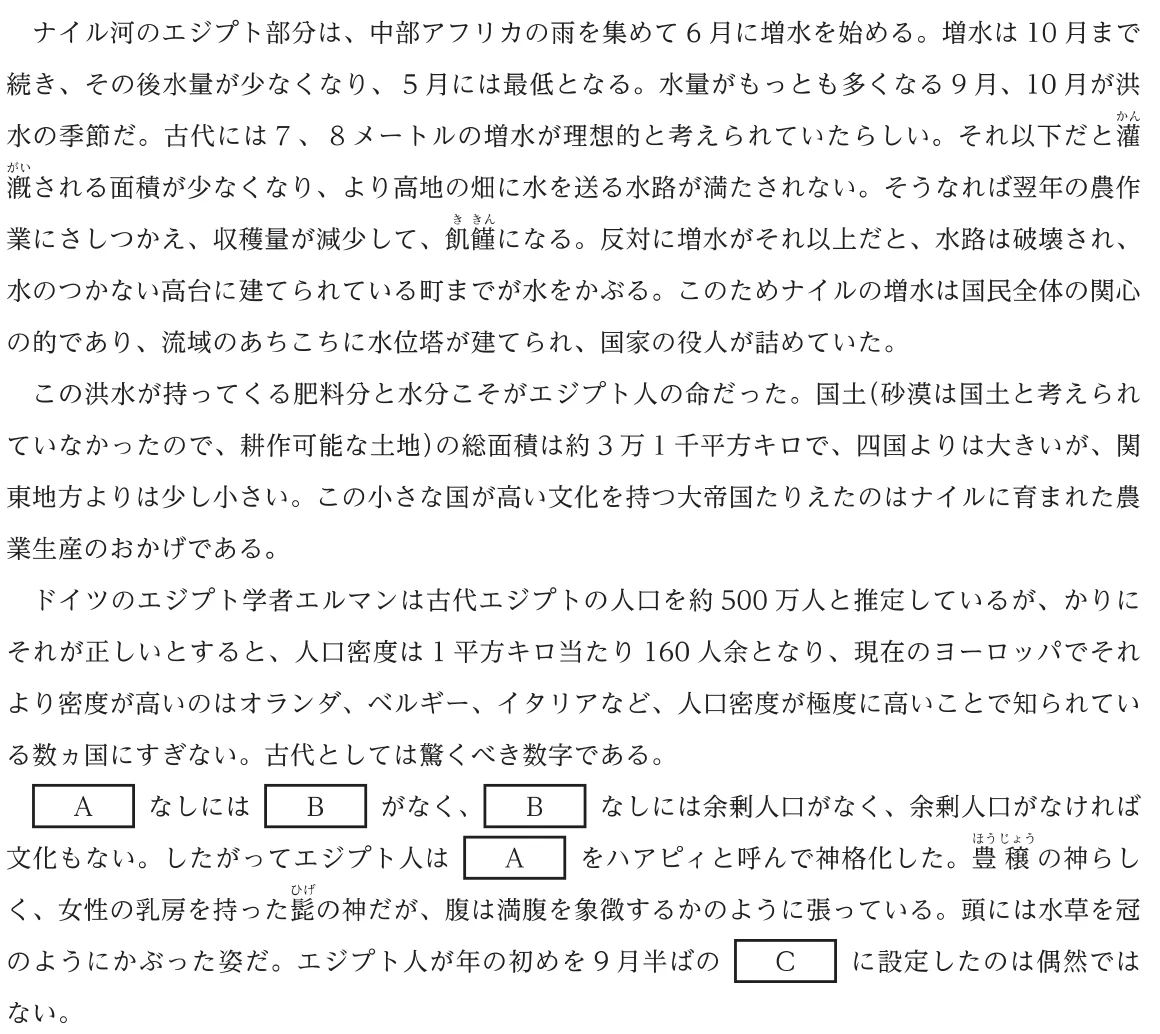 ナイル河のエジプト部分は、中部アフリカの雨を集めて6月に増水を始める。増水は10月まで
続き、その後水量が少なくなり、5月には最低となる。水量がもっとも多くなる9月、10月が洪
水の季節だ。古代には7、8メートルの増水が理想的と考えられていたらしい。それ以下だと灌
漑される面積が少なくなり、より高地の畑に水を送る水路が満たされない。そうなれば翌年の農作
業にさしつかえ、収穫量が減少して、飢饉になる。反対に増水がそれ以上だと、水路は破壊され、
水のつかない高台に建てられている町までが水をかぶる。このためナイルの増水は国民全体の関心
の的であり、流域のあちこちに水位塔が建てられ、国家の役人が詰めていた。
この洪水が持ってくる肥料分と水分こそがエジプト人の命だった。国土(砂漠は国土と考えられ
ていなかったので、耕作可能な土地)の総面積は約3万1千平方キロで、四国よりは大きいが、関
東地方よりは少し小さい。この小さな国が高い文化を持つ大帝国たりえたのはナイルに育まれた農
業生産のおかげである。
ドイツのエジプト学者エルマンは古代エジプトの人口を約500万人と推定しているが、かりに
それが正しいとすると、人口密度は1平方キロ当たり160人余となり、現在のヨーロッパでそれ
より密度が高いのはオランダ、ベルギー、イタリアなど、人口密度が極度に高いことで知られてい
る数ヵ国にすぎない。古代としては驚くべき数字である。
A なしには B がなく、 B なしには余剰人口がなく、余剰人口がなければ
文化もない。したがってエジプト人は A をハアピィと呼んで神格化した。豊穣の神らし
く、女性の乳房を持った髭の神だが、腹は満腹を象徴するかのように張っている。頭には水草を冠
のようにかぶった姿だ。エジプト人が年の初めを9月半ばの C に設定したのは偶然では
ない。